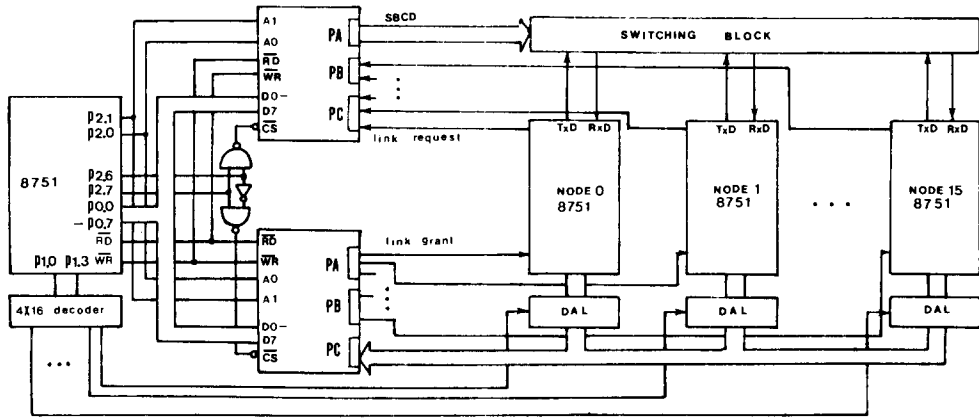 8751
P2.1
P2.0
P2.6
P2.7
P0.0
-P0.7
RD
WR
P1.0 P1.3
4X16 decoder
...
A1
A0
RD
WR
D0-
D7
CS
PA
PB
PC
SBCD
link request
RD
WR
A0
A1
D0-
D7
CS
PA
PB
PC
link grant
SWITCHING BLOCK
TxD RxD
NODE 0
8751
DAL
TxD RxD
NODE 1
8751
DAL
...
TxD RxD
NODE 15
8751
DAL